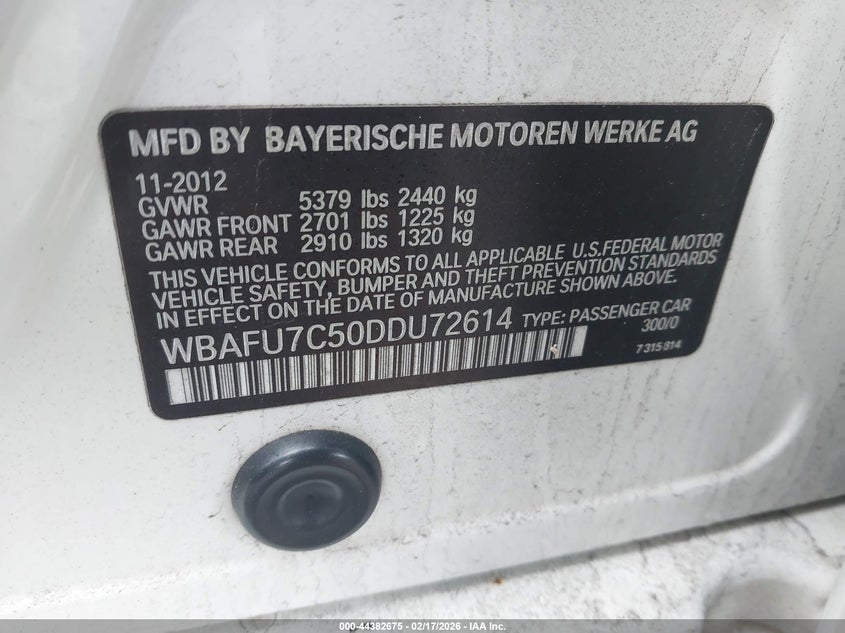 MFD BY BAYERISCHE MOTOREN WERKE AG
11-2012
GVWR 5379 lbs 2440 kg
GAWR FRONT 2701 lbs 1225 kg
GAWR REAR 2910 lbs 1320 kg
THIS VEHICLE CONFORMS TO ALL APPLICABLE U.S.FEDERAL MOTOR
VEHICLE SAFETY, BUMPER AND THEFT PREVENTION STANDARDS
IN EFFECT ON THE DATE OF MANUFACTURE SHOWN ABOVE.
WBAFU7C50DDU72614 TYPE: PASSENGER CAR
300/0
7315814
000-44382675 - 02/17/2026 - IAA Inc.